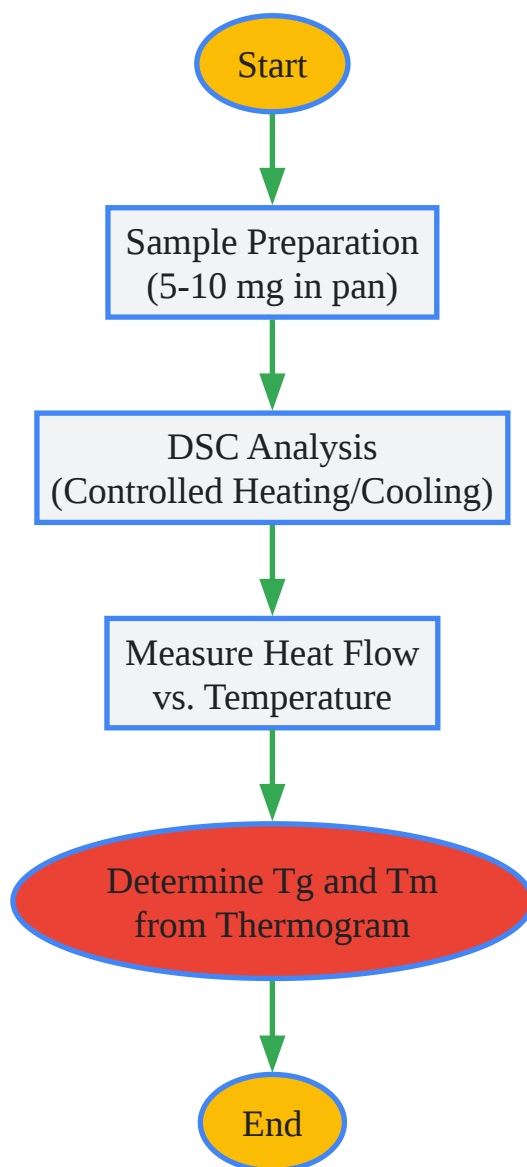 Start
Sample Preparation
(5-10 mg in pan)
DSC Analysis
(Controlled Heating/Cooling)
Measure Heat Flow
vs. Temperature
Determine Tg and Tm
from Thermogram
End